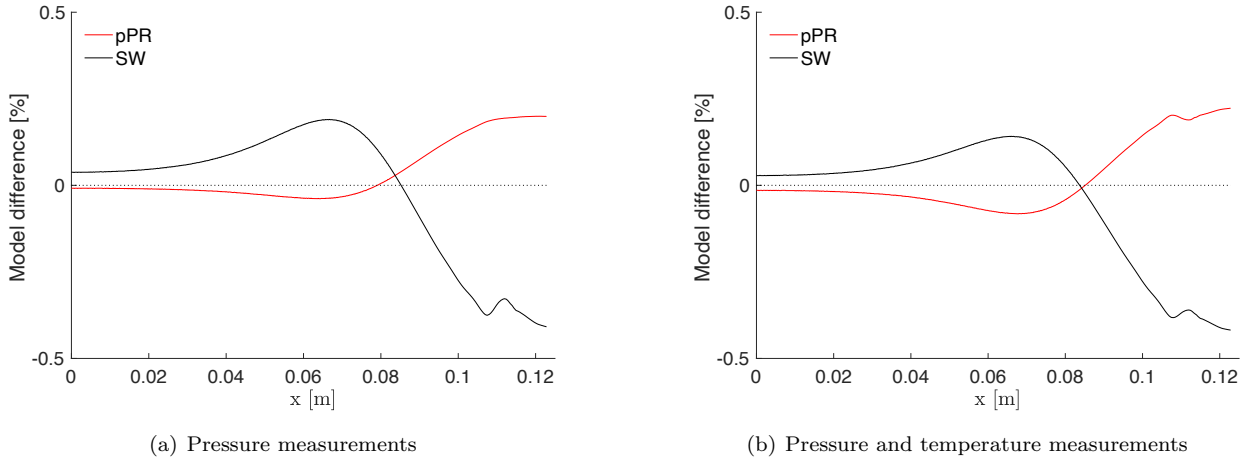 0.5
pPR
SW
Model difference [%]
0
-0.5
0 0.02 0.04 0.06 0.08 0.1 0.12
x [m]
(a) Pressure measurements
0.5
pPR
SW
Model difference [%]
0
-0.5
0 0.02 0.04 0.06 0.08 0.1 0.12
x [m]
(b) Pressure and temperature measurements